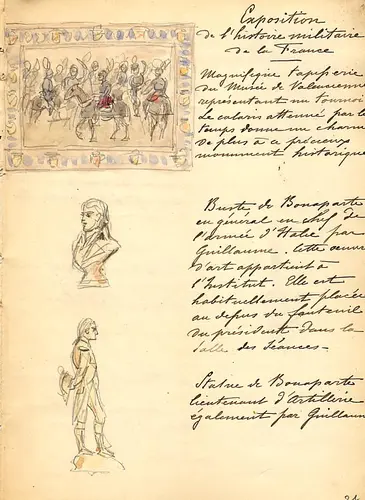 Exposition
de l'histoire militaire
de la France
Magnifique tapisserie
du Musée de Valencienne
représentant un tournoi
Le coloris atténué par le
temps donne un charme
de plus à ce précieux
monument historique
Buste de Bonaparte
en général en chef de
l'armée d'Italie par
Guillaume. Cette œuvre
d'art appartient à
l'Institut. Elle est
habituellement placée
au depus du fauteuil
du président dans la
salle des séances -
Statue de Bonaparte
lieutenant d'Artillerie
également par Guillaum